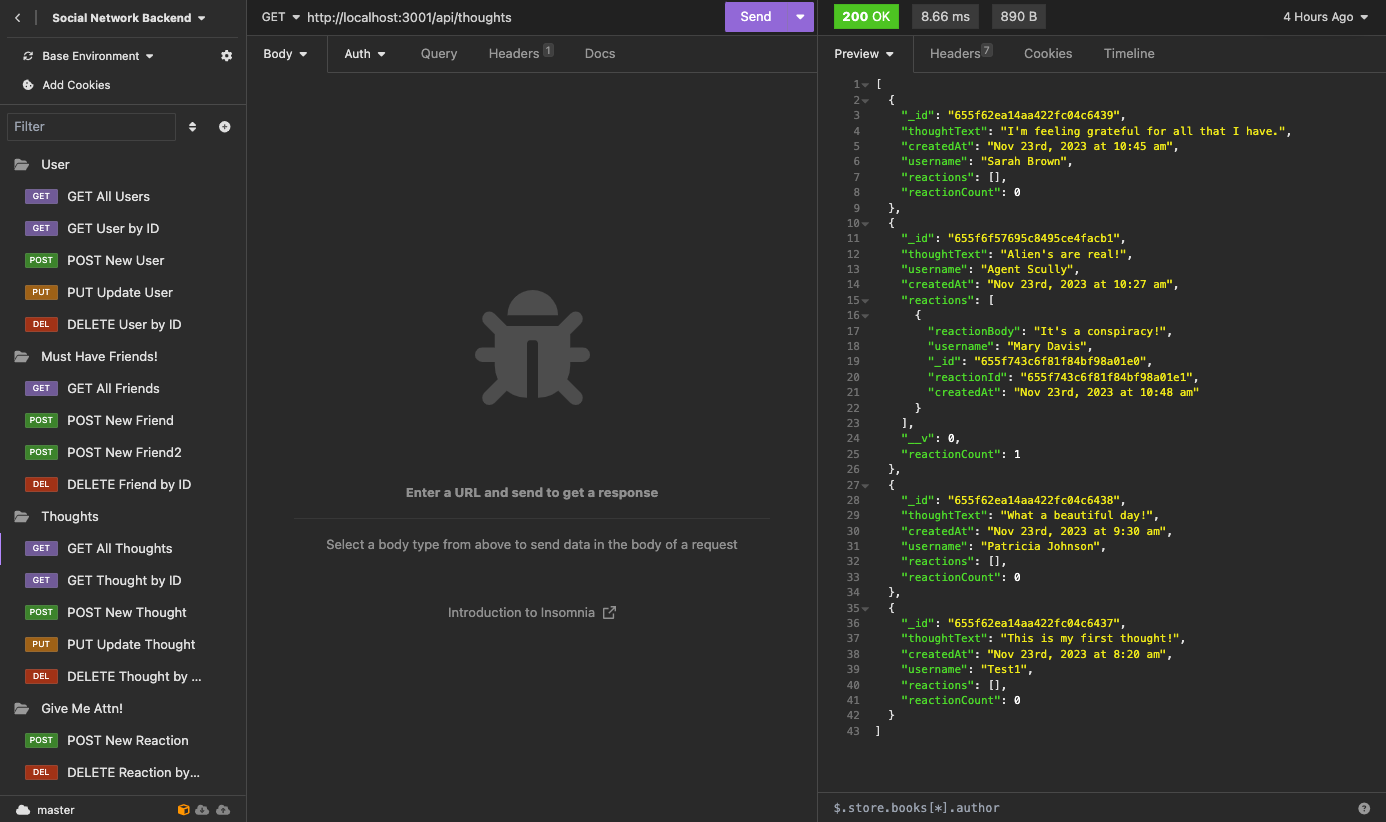 Social Network Backend
Base Environment
Add Cookies
Filter
User
GET GET All Users
GET GET User by ID
POST POST New User
PUT PUT Update User
DEL DELETE User by ID
Must Have Friends!
GET GET All Friends
POST POST New Friend
POST POST New Friend2
DEL DELETE Friend by ID
Thoughts
GET GET All Thoughts
GET GET Thought by ID
POST POST New Thought
PUT PUT Update Thought
DEL DELETE Thought by ...
Give Me Attn!
POST POST New Reaction
DEL DELETE Reaction by...
master
GET http://localhost:3001/api/thoughts Send
Body Auth Query Headers 1 Docs
Enter a URL and send to get a response
Select a body type from above to send data in the body of a request
Introduction to Insomnia
200 OK 8.66 ms 890 B 4 Hours Ago
Preview Headers 7 Cookies Timeline
1 [
2 {
3 "_id": "655f62ea14aa422fc04c6439",
4 "thoughtText": "I'm feeling grateful for all that I have.",
5 "createdAt": "Nov 23rd, 2023 at 10:45 am",
6 "username": "Sarah Brown",
7 "reactions": [],
8 "reactionCount": 0
9 },
10 {
11 "_id": "655f6f57695c8495ce4facb1",
12 "thoughtText": "Alien's are real!",
13 "username": "Agent Scully",
14 "createdAt": "Nov 23rd, 2023 at 10:27 am",
15 "reactions": [
16 {
17 "reactionBody": "It's a conspiracy!",
18 "username": "Mary Davis",
19 "_id": "655f743c6f81f84bf98a01e0",
20 "reactionId": "655f743c6f81f84bf98a01e1",
21 "createdAt": "Nov 23rd, 2023 at 10:48 am"
22 }
23 ],
24 "__v": 0,
25 "reactionCount": 1
26 },
27 {
28 "_id": "655f62ea14aa422fc04c6438",
29 "thoughtText": "What a beautiful day!",
30 "createdAt": "Nov 23rd, 2023 at 9:30 am",
31 "username": "Patricia Johnson",
32 "reactions": [],
33 "reactionCount": 0
34 },
35 {
36 "_id": "655f62ea14aa422fc04c6437",
37 "thoughtText": "This is my first thought!",
38 "createdAt": "Nov 23rd, 2023 at 8:20 am",
39 "username": "Test1",
40 "reactions": [],
41 "reactionCount": 0
42 }
43 ]
$.store.books[*].author